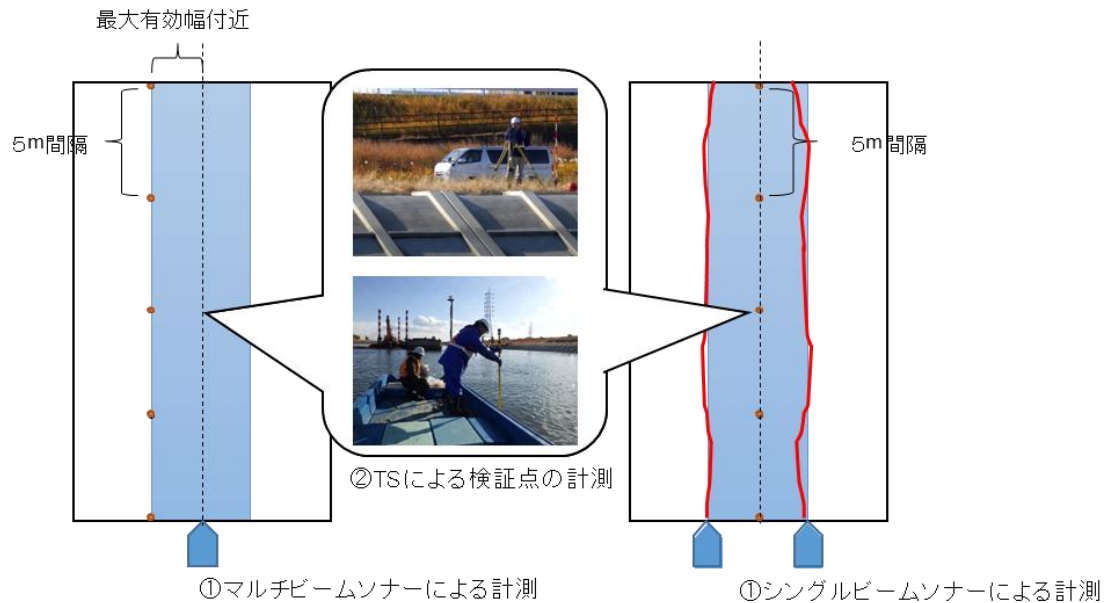 最大有効幅付近
5m間隔
5m間隔
②TSによる検証点の計測
①マルチビームソナーによる計測
①シングルビームソナーによる計測